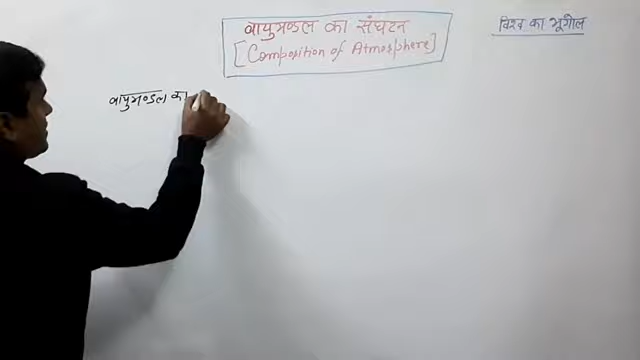 वायुमण्डल का संघटन
[Composition of Atmosphere]
विश्व का भूगोल
वायुमण्डल का